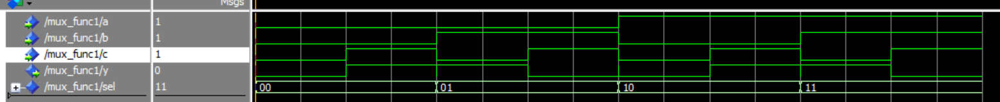 Msgs
/mux_func1/a 1
/mux_func1/b 1
/mux_func1/c 1
/mux_func1/y 0
/mux_func1/sel 11 00 01 10 11